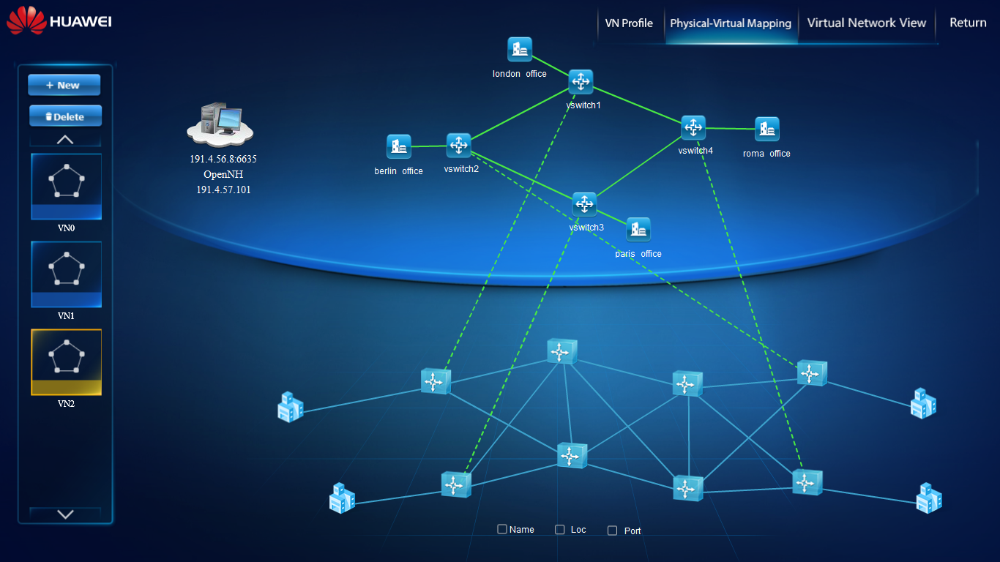 HUAWEI
VN Profile
Physical-Virtual Mapping
Virtual Network View
Return
+ New
Delete
VN0
VN1
VN2
191.4.56.8:6635
OpenNH
191.4.57.101
london office
vswitch1
berlin office
vswitch2
vswitch4
roma office
vswitch3
paris office
Name
Loc
Port